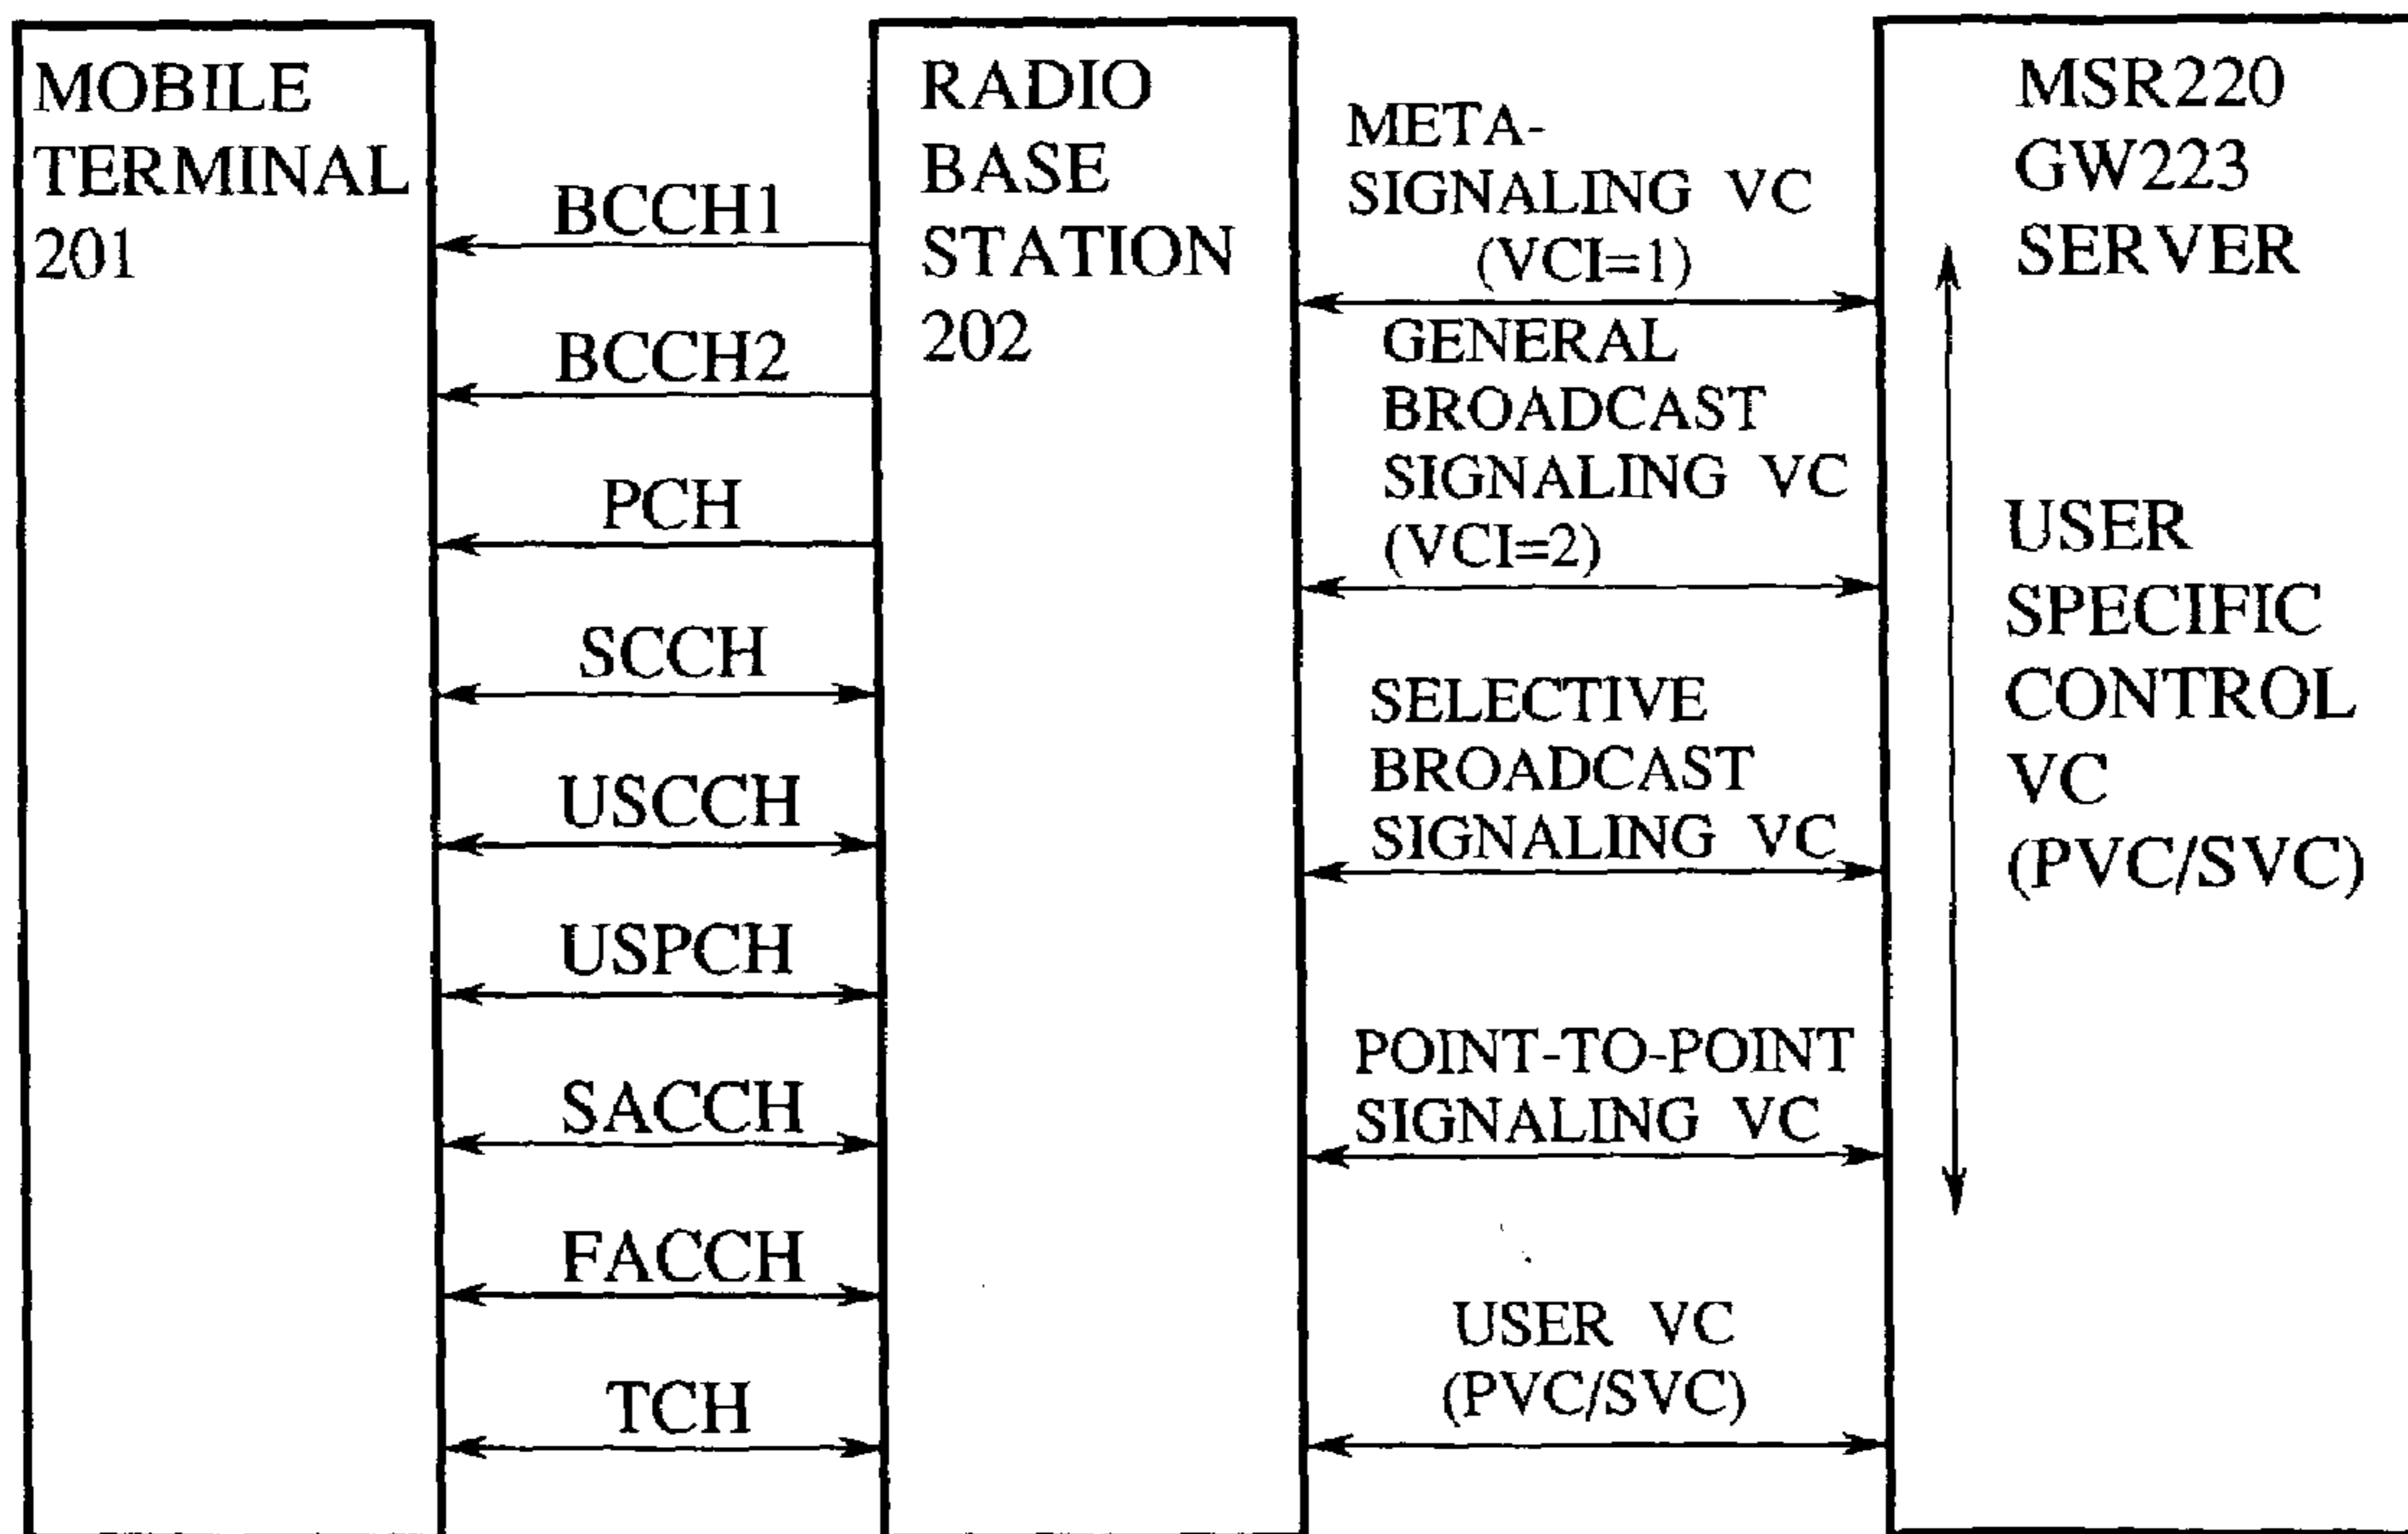 MOBILE
TERMINAL
201
BCCH1
BCCH2
PCH
SCCH
USCCH
USPCH
SACCH
FACCH
TCH
RADIO
BASE
STATION
202
META-
SIGNALING VC
(VCI=1)
GENERAL
BROADCAST
SIGNALING VC
(VCI=2)
SELECTIVE
BROADCAST
SIGNALING VC
POINT-TO-POINT
SIGNALING VC
USER VC
(PVC/SVC)
MSR220
GW223
SERVER
USER
SPECIFIC
CONTROL
VC
(PVC/SVC)